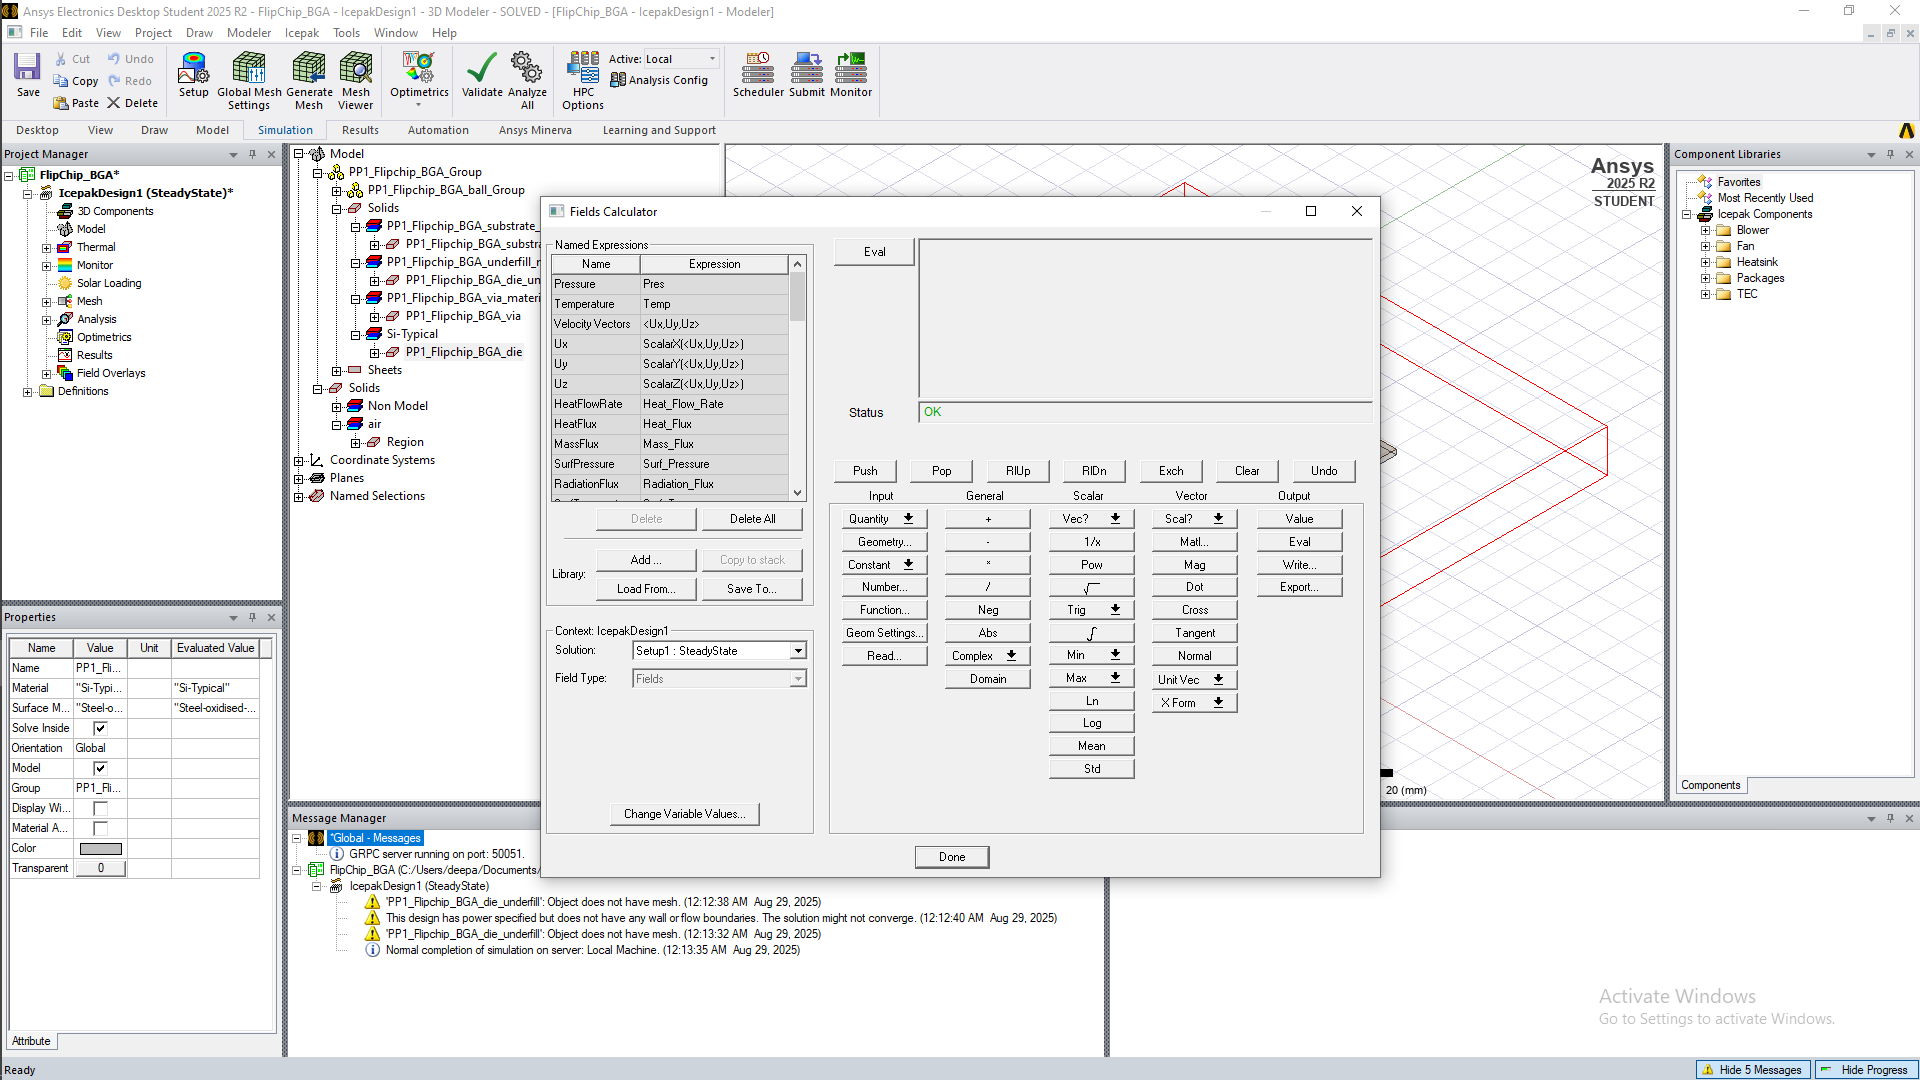 Ansys Electronics Desktop Student 2025 R2 - FlipChip_BGA - IcepakDesign1 - 3D Modeler - SOLVED - [FlipChip_BGA - IcepakDesign1 - Modeler]
File Edit View Project Draw Modeler Icepak Tools Window Help
Save
Cut
Copy
Paste
Undo
Redo
Delete
Setup
Global Mesh Settings
Generate Mesh
Mesh Viewer
Optimetrics
Validate
Analyze All
HPC Options
Active: Local
Analysis Config
Scheduler
Submit
Monitor
Desktop View Draw Model Simulation Results Automation Ansys Minerva Learning and Support
Project Manager
FlipChip_BGA*
IcepakDesign1 (SteadyState)*
3D Components
Model
Thermal
Monitor
Solar Loading
Mesh
Analysis
Optimetrics
Results
Field Overlays
Definitions
Properties
Name Value Unit Evaluated Value
Name PP1_Fli...
Material "Si-Typi... "Si-Typical"
Surface M... "Steel-o... "Steel-oxidised-...
Solve Inside
Orientation Global
Model
Group PP1_Fli...
Display Wi...
Material A...
Color
Transparent 0
Attribute
Model
PP1_Flipchip_BGA_Group
PP1_Flipchip_BGA_ball_Group
Solids
PP1_Flipchip_BGA_substrate_
PP1_Flipchip_BGA_substra
PP1_Flipchip_BGA_underfill_m
PP1_Flipchip_BGA_die_un
PP1_Flipchip_BGA_via_materi
PP1_Flipchip_BGA_via
Si-Typical
PP1_Flipchip_BGA_die
Sheets
Solids
Non Model
air
Region
Coordinate Systems
Planes
Named Selections
Fields Calculator
Named Expressions
Name Expression
Pressure Pres
Temperature Temp
Velocity Vectors <Ux,Uy,Uz>
Ux ScalarX(<Ux,Uy,Uz>)
Uy ScalarY(<Ux,Uy,Uz>)
Uz ScalarZ(<Ux,Uy,Uz>)
HeatFlowRate Heat_Flow_Rate
HeatFlux Heat_Flux
MassFlux Mass_Flux
SurfPressure Surf_Pressure
RadiationFlux Radiation_Flux
Delete Delete All
Library:
Add ... Copy to stack
Load From... Save To...
Context: IcepakDesign1
Solution: Setup1 : SteadyState
Field Type: Fields
Change Variable Values...
Eval
Status OK
Push Pop RlUp RlDn Exch Clear Undo
Input General Scalar Vector Output
Quantity + Vec? Scal? Value
Geometry... - 1/x Matl... Eval
Constant * Pow Mag Write...
Number... / √ Dot Export...
Function... Neg Trig Cross
Geom Settings... Abs ∫ Tangent
Read... Complex Min Normal
Domain Max Unit Vec
Ln X Form
Log
Mean
Std
Done
Ansys
2025 R2
STUDENT
20 (mm)
Component Libraries
Favorites
Most Recently Used
Icepak Components
Blower
Fan
Heatsink
Packages
TEC
Components
Message Manager
*Global - Messages
GRPC server running on port: 50051.
FlipChip_BGA (C:/Users/deepa/Documents/
IcepakDesign1 (SteadyState)
'PP1_Flipchip_BGA_die_underfill': Object does not have mesh. (12:12:38 AM Aug 29, 2025)
This design has power specified but does not have any wall or flow boundaries. The solution might not converge. (12:12:40 AM Aug 29, 2025)
'PP1_Flipchip_BGA_die_underfill': Object does not have mesh. (12:13:32 AM Aug 29, 2025)
Normal completion of simulation on server: Local Machine. (12:13:35 AM Aug 29, 2025)
Activate Windows
Go to Settings to activate Windows.
Ready
Hide 5 Messages
Hide Progress